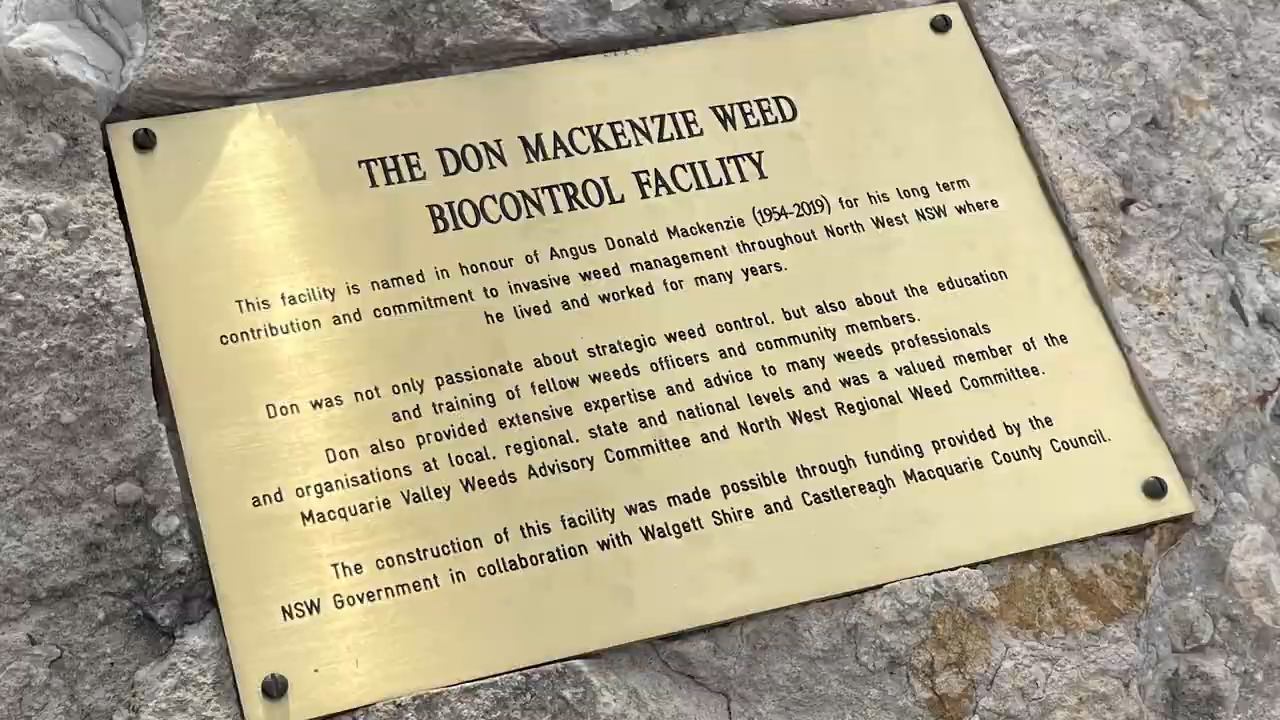 THE DON MACKENZIE WEED
BIOCONTROL FACILITY
This facility is named in honour of Angus Donald Mackenzie (1954-2019) for his long term
contribution and commitment to invasive weed management throughout North West NSW where
he lived and worked for many years.
Don was not only passionate about strategic weed control, but also about the education
and training of fellow weeds officers and community members.
Don also provided extensive expertise and advice to many weeds professionals
and organisations at local, regional, state and national levels and was a valued member of the
Macquarie Valley Weeds Advisory Committee and North West Regional Weed Committee.
The construction of this facility was made possible through funding provided by the
NSW Government in collaboration with Walgett Shire and Castlereagh Macquarie County Council.